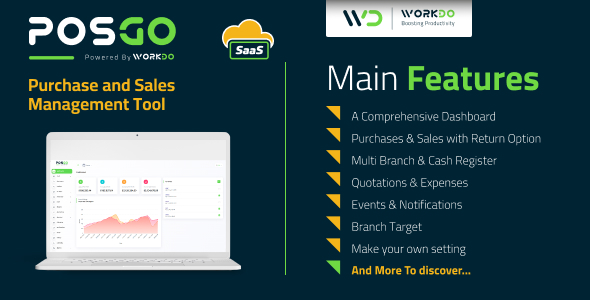 POSGO
Powered By WORKDO
SaaS
Purchase and Sales
Management Tool
POSGO
WD
WORKDO
Boosting Productivity
Main Features
A Comprehensive Dashboard
Purchases & Sales with Return Option
Multi Branch & Cash Register
Quotations & Expenses
Events & Notifications
Branch Target
Make your own setting
And More To discover...